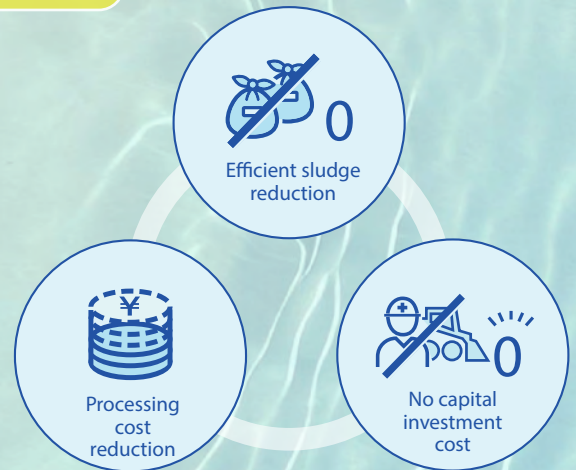 0
Efficient sludge
reduction
¥
Processing
cost
reduction
0
No capital
investment
cost